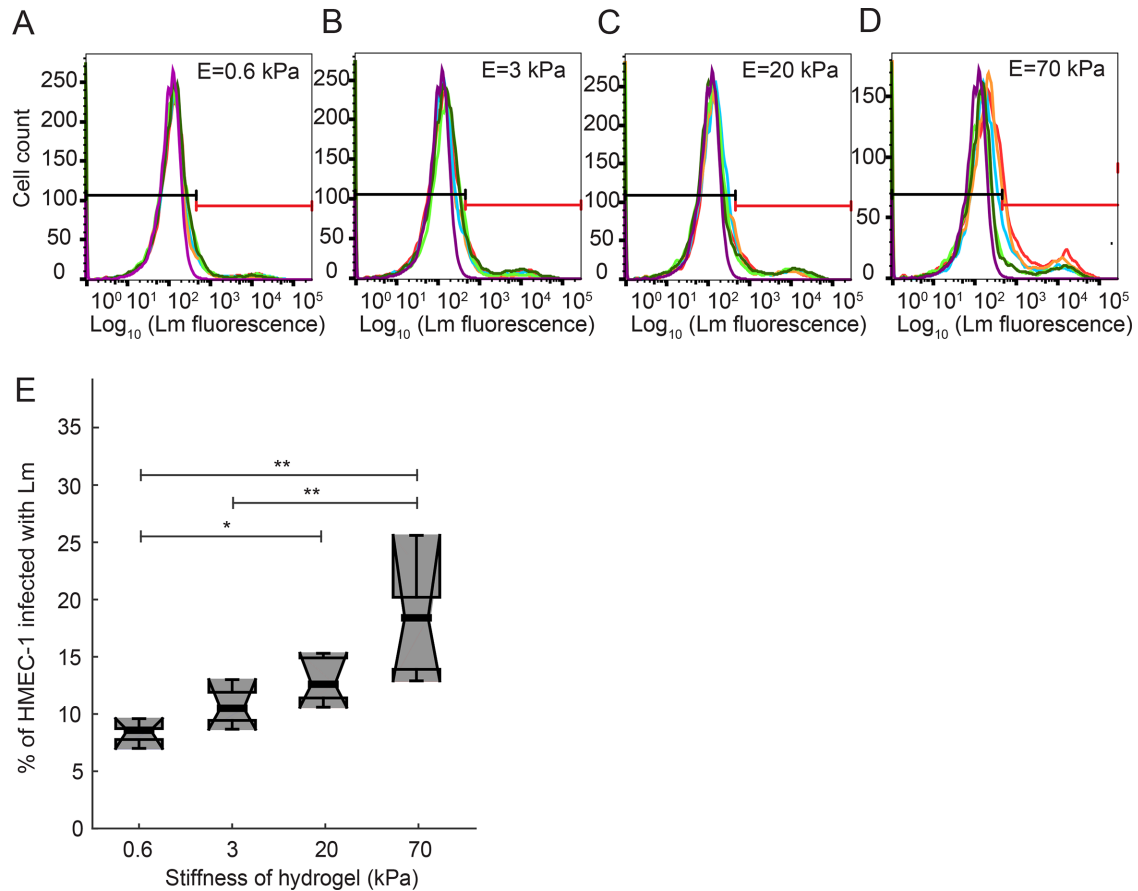 A
B
C
D
E=0.6 kPa
E=3 kPa
E=20 kPa
E=70 kPa
Cell count
250
200
150
100
50
0
10⁰ 10¹ 10² 10³ 10⁴ 10⁵
Log₁₀ (Lm fluorescence)
250
200
150
100
50
0
10⁰ 10¹ 10² 10³ 10⁴ 10⁵
Log₁₀ (Lm fluorescence)
250
200
150
100
50
0
10⁰ 10¹ 10² 10³ 10⁴ 10⁵
Log₁₀ (Lm fluorescence)
150
100
50
0
10⁰ 10¹ 10² 10³ 10⁴ 10⁵
Log₁₀ (Lm fluorescence)
E
% of HMEC-1 infected with Lm
35
30
25
20
15
10
5
0
**
**
*
0.6 3 20 70
Stiffness of hydrogel (kPa)